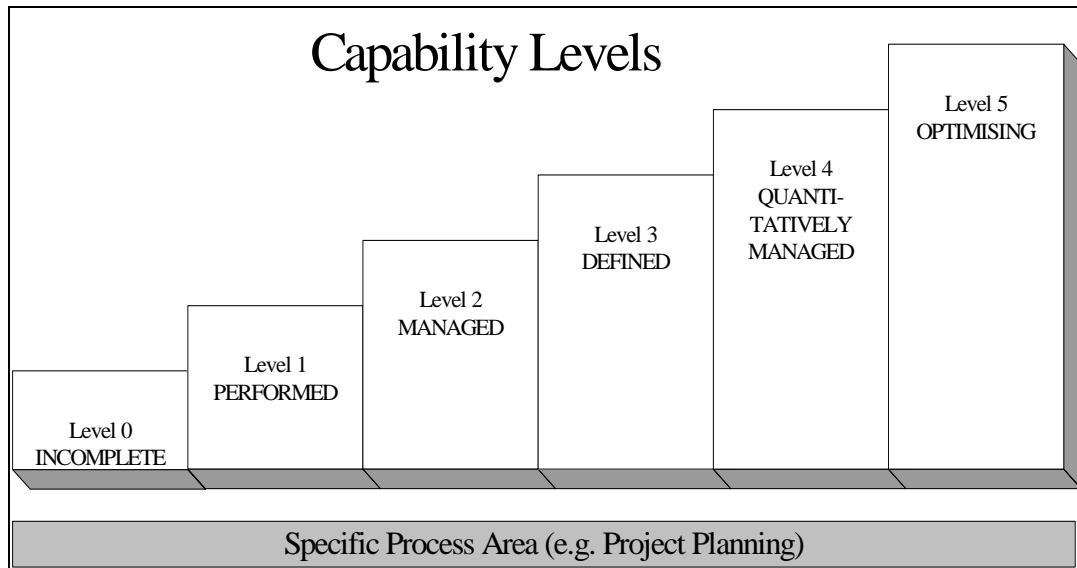 Capability Levels
Level 0
INCOMPLETE
Level 1
PERFORMED
Level 2
MANAGED
Level 3
DEFINED
Level 4
QUANTI-
TATIVELY
MANAGED
Level 5
OPTIMISING
Specific Process Area (e.g. Project Planning)